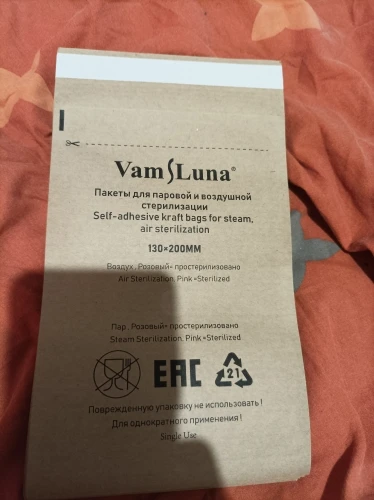 VamLuna®
Пакеты для паровой и воздушной
стерилизации
Self-adhesive kraft bags for steam,
air sterilization
130×200MM
Воздух , Розовый= простерилизовано
Air Sterilization, Pink =Sterilized
Пар , Розовый= простерилизовано
Steam Sterilization, Pink=Sterilized
EAC 21
Поврежденную упаковку не использовать !
Для однократного применения !
Single Use